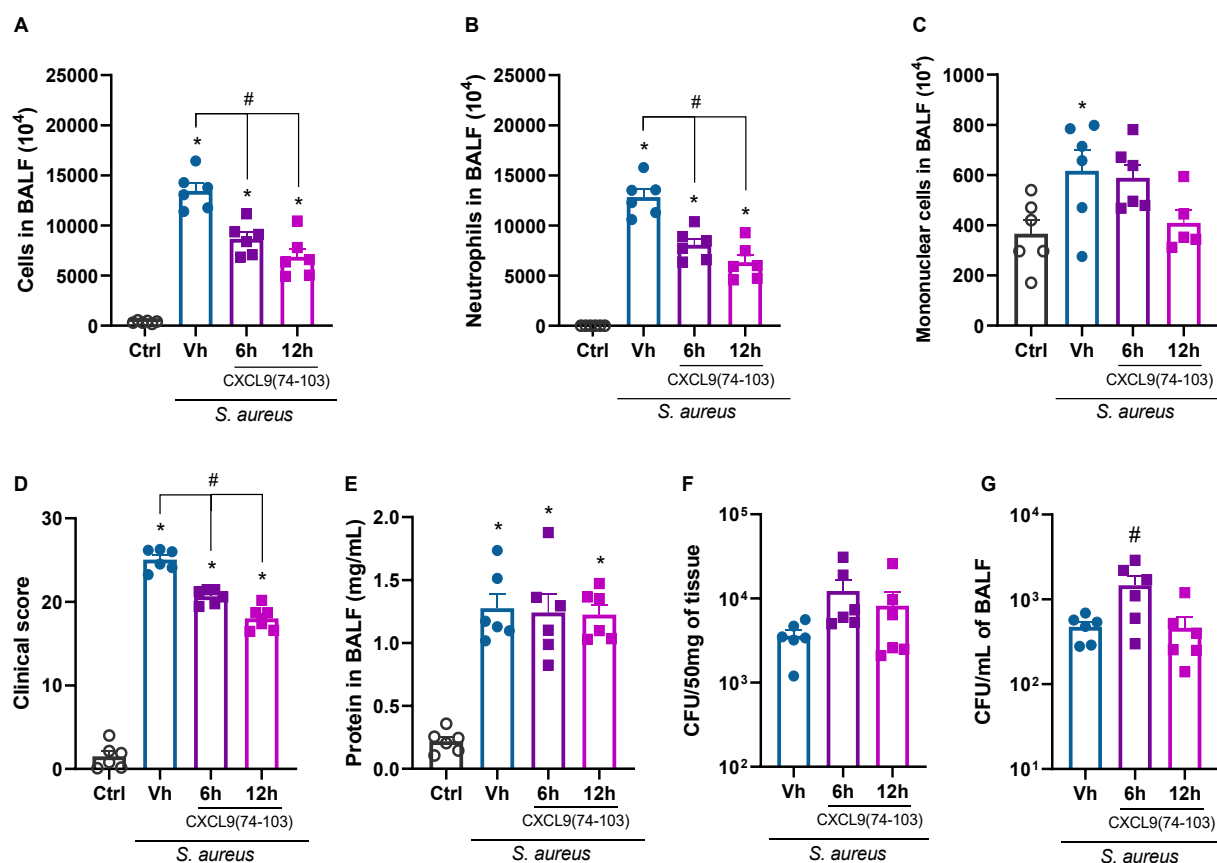 A
Cells in BALF (10⁴)
25000
20000
15000
10000
5000
0
#
*
*
*
Ctrl Vh 6h 12h
CXCL9(74-103)
S. aureus
B
Neutrophils in BALF (10⁴)
25000
20000
15000
10000
5000
0
#
*
*
*
Ctrl Vh 6h 12h
CXCL9(74-103)
S. aureus
C
Mononuclear cells in BALF (10⁴)
1000
800
600
400
200
0
*
Ctrl Vh 6h 12h
CXCL9(74-103)
S. aureus
D
Clinical score
30
20
10
0
#
*
*
*
Ctrl Vh 6h 12h
CXCL9(74-103)
S. aureus
E
Protein in BALF (mg/mL)
2.0
1.5
1.0
0.5
0.0
*
*
*
Ctrl Vh 6h 12h
CXCL9(74-103)
S. aureus
F
CFU/50mg of tissue
10⁵
10⁴
10³
10²
Vh 6h 12h
CXCL9(74-103)
S. aureus
G
CFU/mL of BALF
10⁴
10³
10²
10¹
#
Vh 6h 12h
CXCL9(74-103)
S. aureus